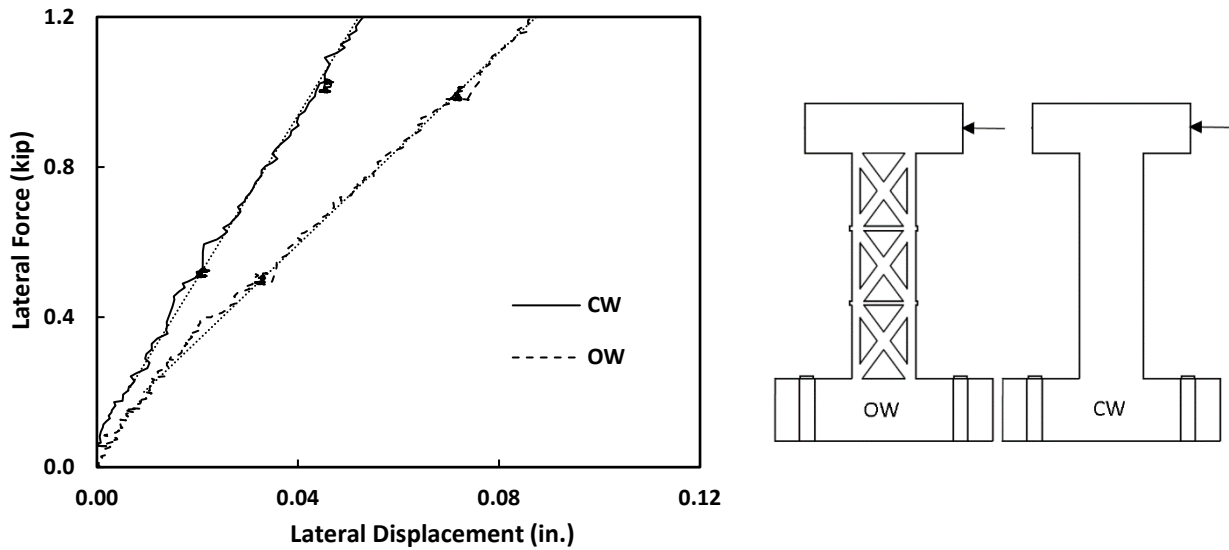 1.2
0.8
0.4
0.0
Lateral Force (kip)
CW
OW
0.00
0.04
0.08
0.12
Lateral Displacement (in.)
OW
CW